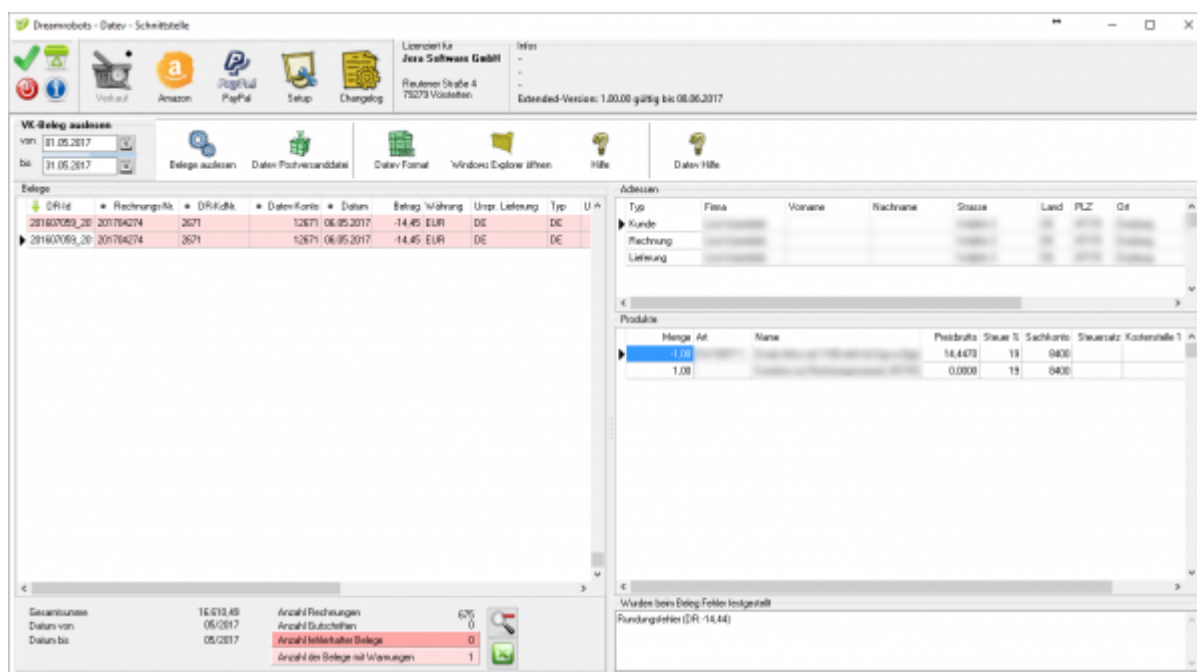 Dreamrobots - Datev - Schnittstelle
Lizenziert für
Jera Software GmbH
Reutener Straße 4
79279 Vörstetten
Infos
-
-
-
Extended-Version: 1.00.00 gültig bis 08.06.2017
Verkauf Amazon PayPal Setup Changelog
VK-Beleg auslesen
von 01.05.2017
bis 31.05.2017
Belege auslesen Datev Postversanddatei Datev Format Windows Explorer öffnen Hilfe Datev Hilfe
Belege
DR-Id RechnungsNr. DR-KdNr. Datev-Konto Datum Betrag Währung Urspr. Lieferung Typ U
201607059_20 201704274 2671 12671 06.05.2017 -14,45 EUR DE DE
201607059_20 201704274 2671 12671 06.05.2017 -14,45 EUR DE DE
Adressen
Typ Firma Vorname Nachname Strasse Land PLZ Ort
Kunde
Rechnung
Lieferung
Produkte
Menge Art Name Preisbrutto Steuer % Sachkonto Steuersatz Kostenstelle 1
-1,00 14,4470 19 8400
1,00 0,0000 19 8400
Gesamtsumme 16.610,49
Datum von 05/2017
Datum bis 05/2017
Anzahl Rechnungen 675
Anzahl Gutschriften 0
Anzahl fehlerhafter Belege 0
Anzahl der Belege mit Warnungen 1
Wurden beim Beleg Fehler festgestellt
Rundungsfehler (DR: -14,44)